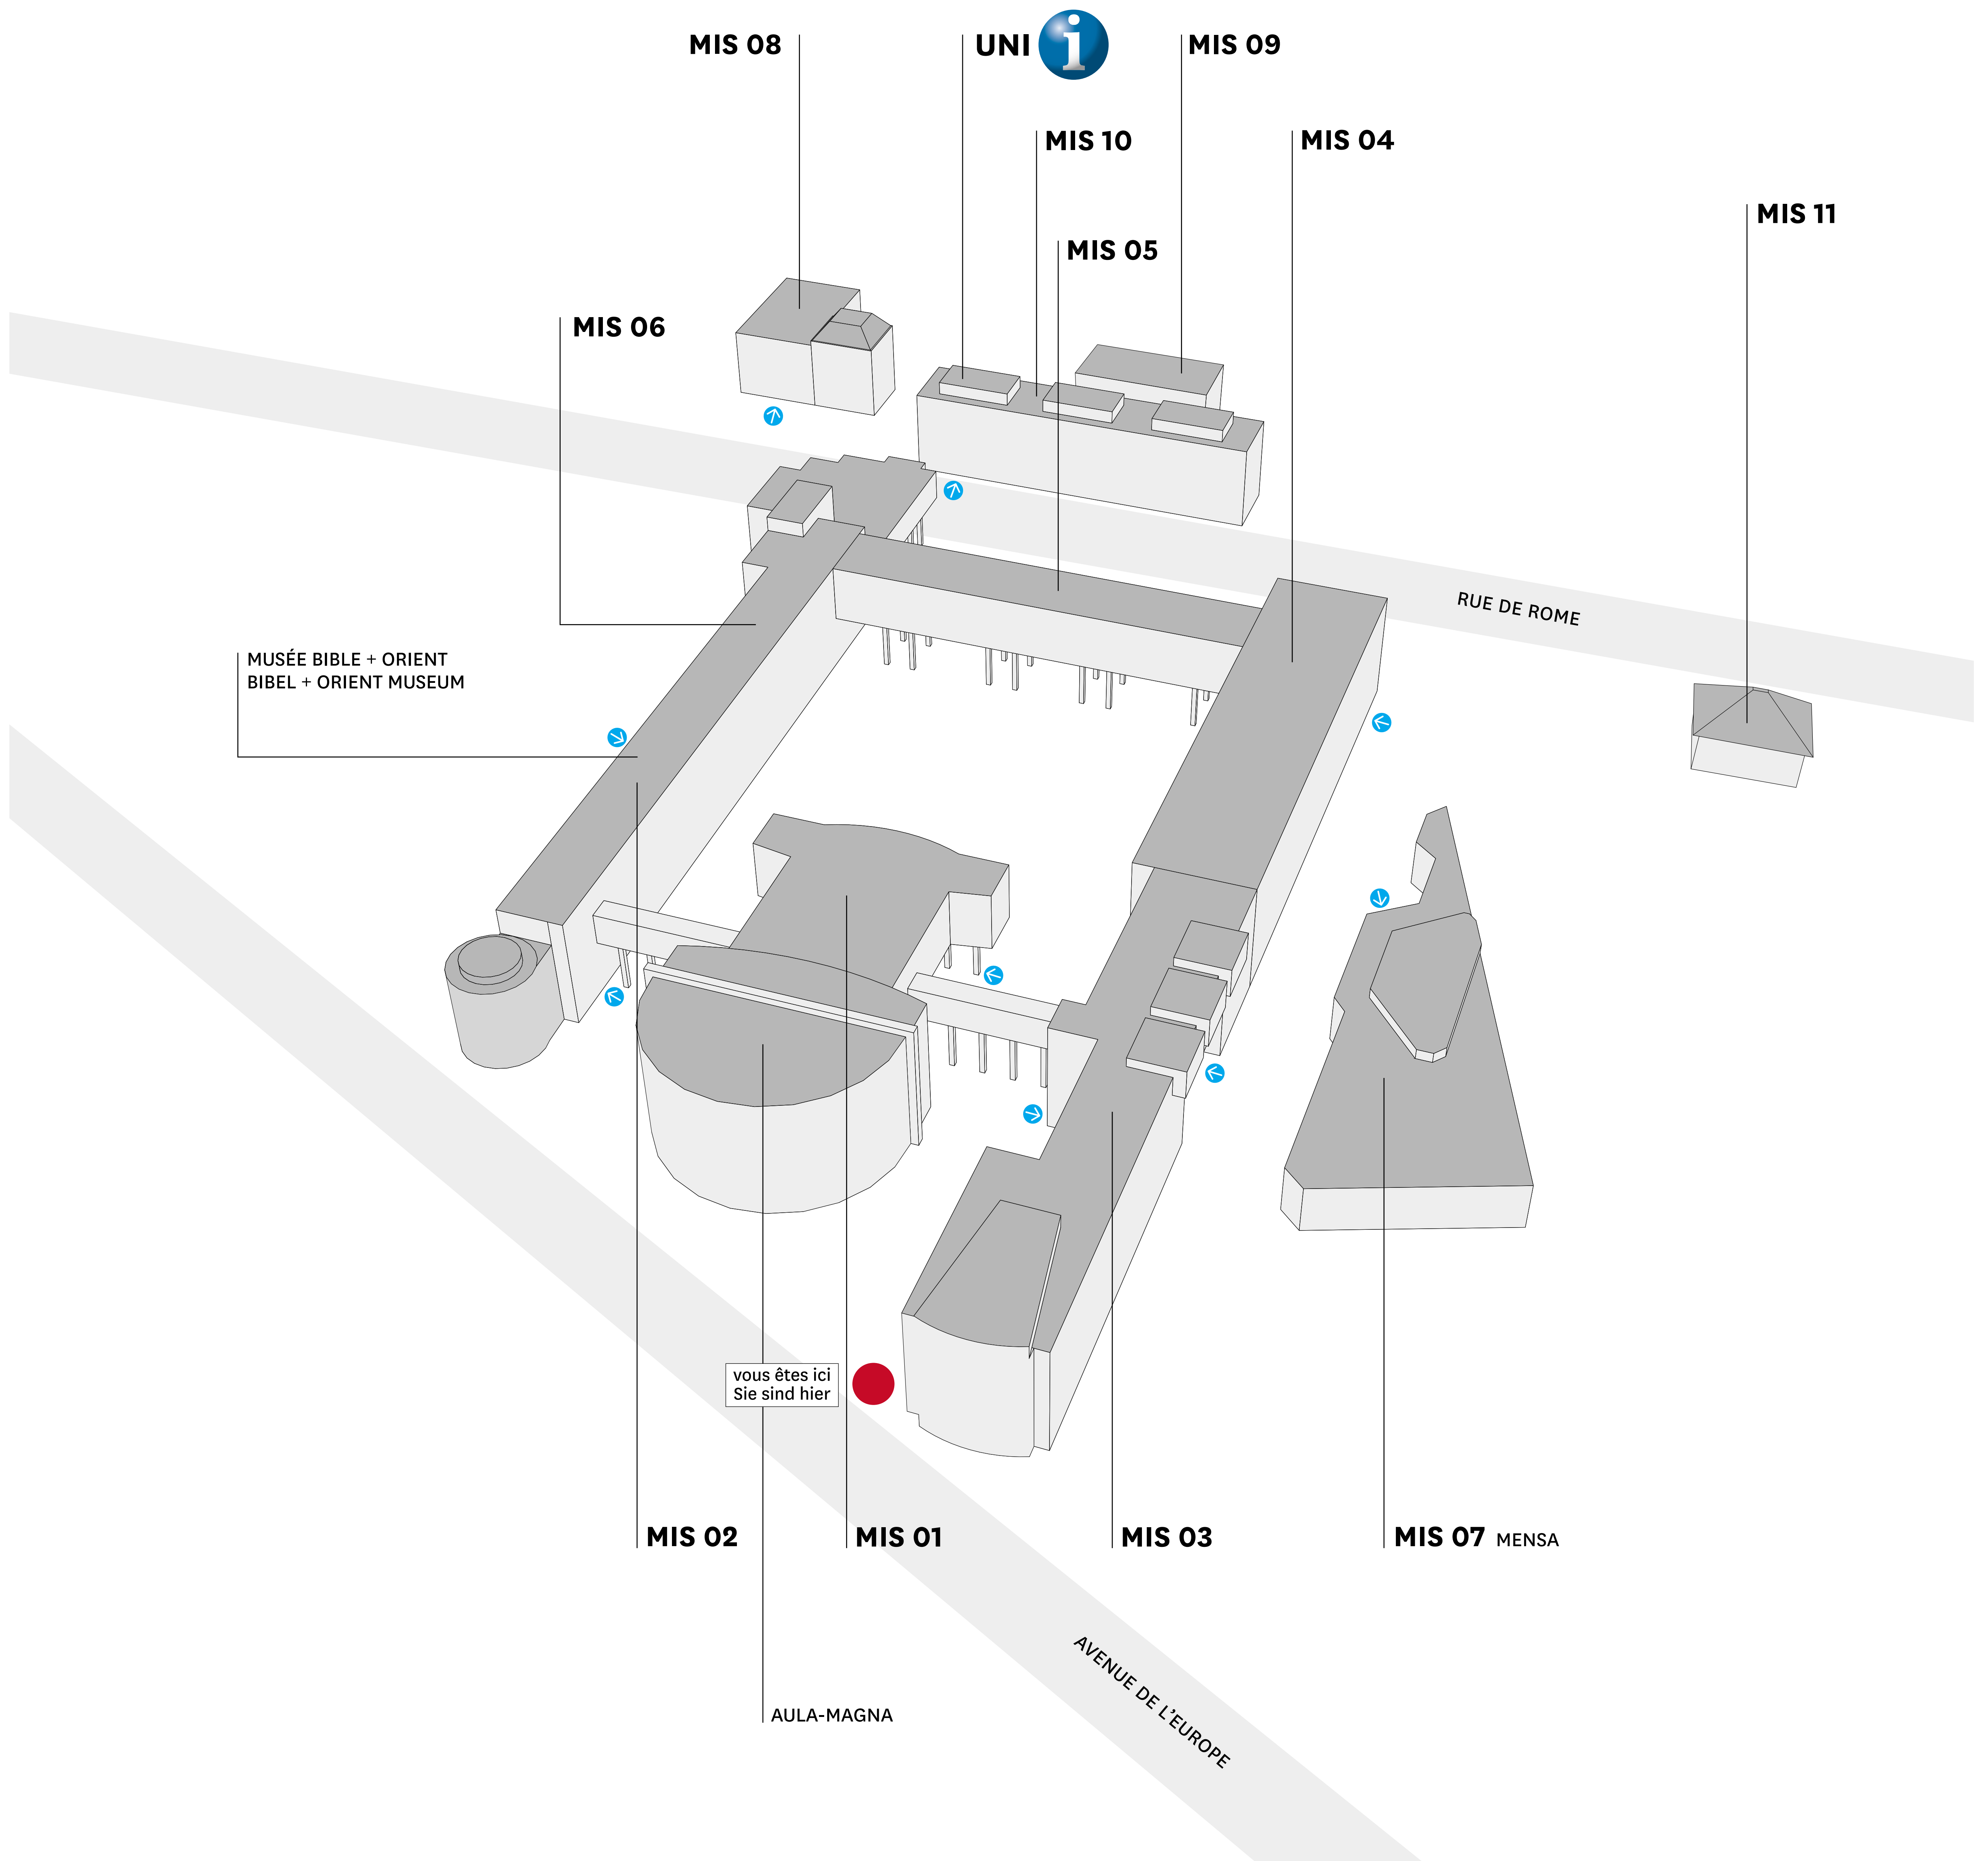 MIS 08
UNI i
MIS 09
MIS 10
MIS 04
MIS 11
MIS 05
MIS 06
RUE DE ROME
MUSÉE BIBLE + ORIENT
BIBEL + ORIENT MUSEUM
vous êtes ici
Sie sind hier
MIS 02
MIS 01
MIS 03
MIS 07 MENSA
AULA-MAGNA
AVENUE DE L'EUROPE